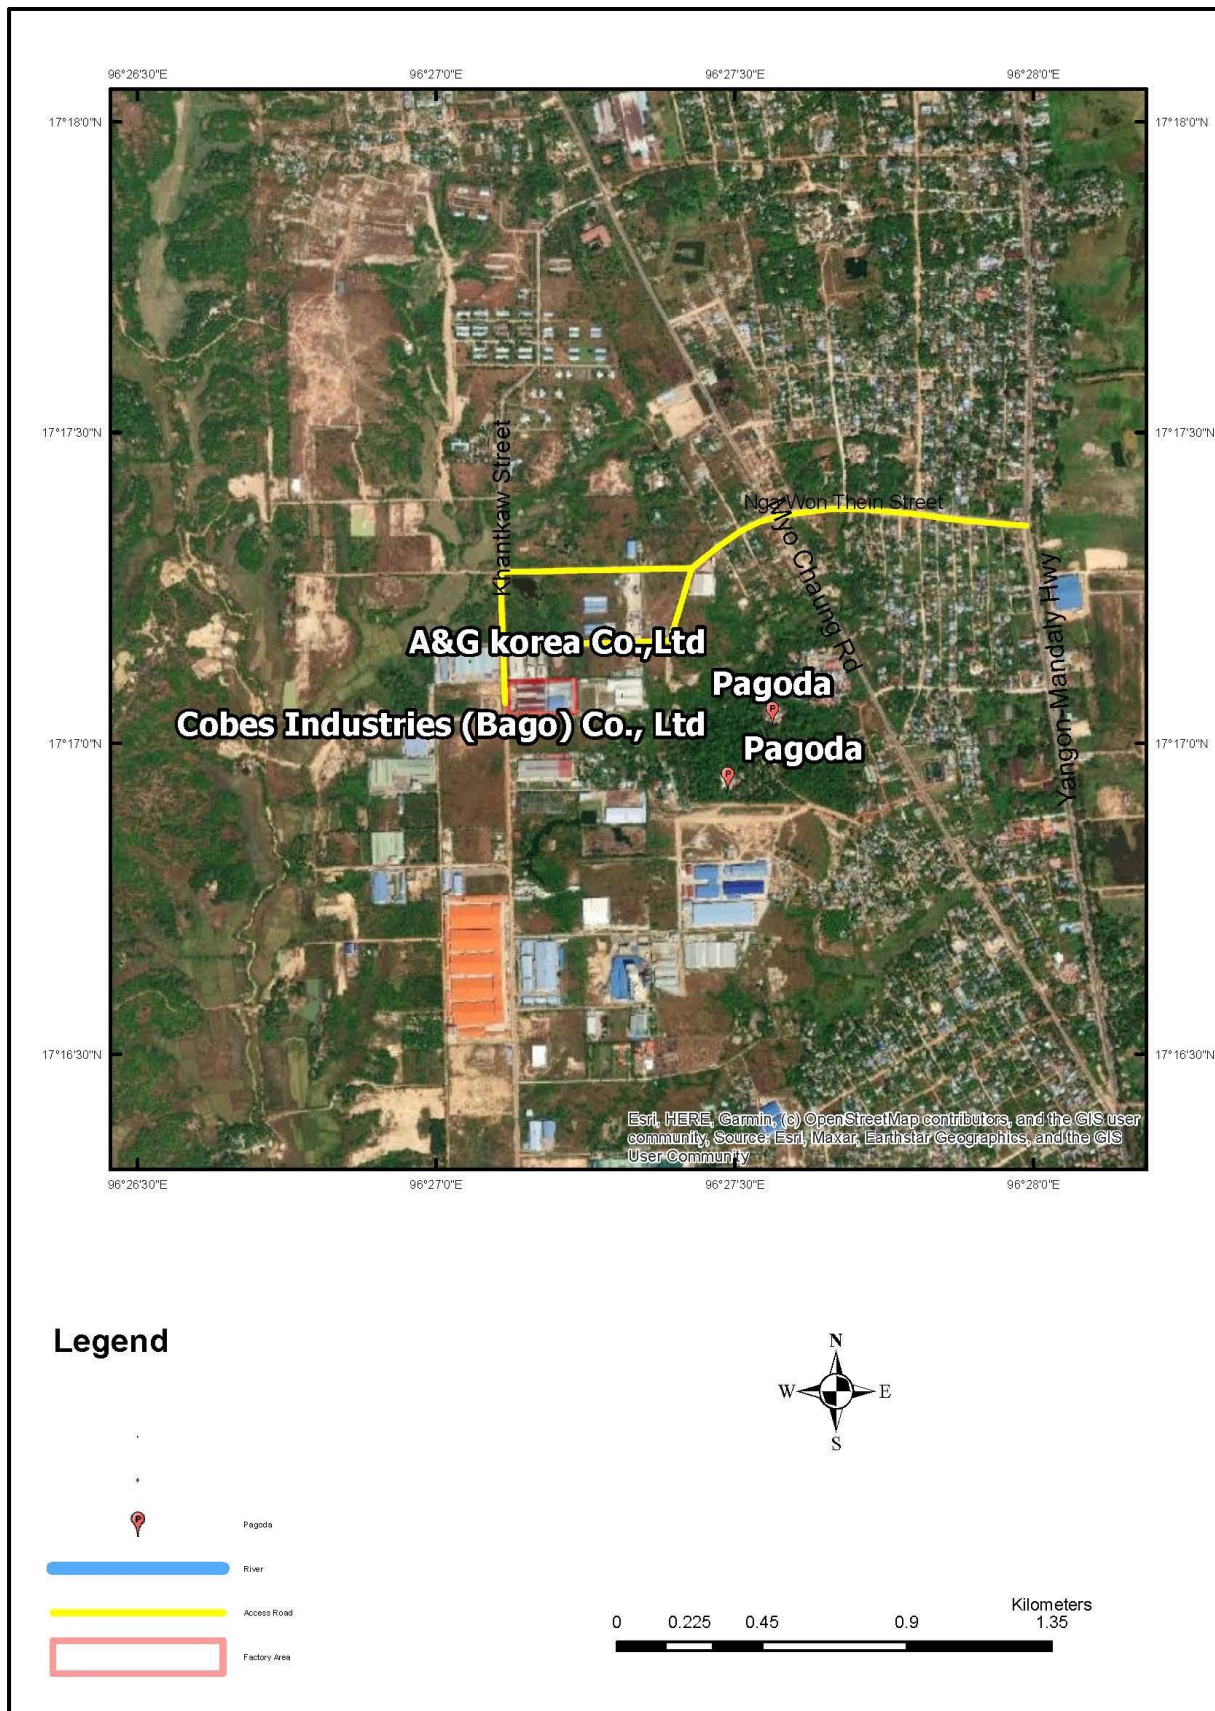 96°26'30"E
96°27'0"E
96°27'30"E
96°28'0"E
17°18'0"N
17°18'0"N
17°17'30"N
17°17'30"N
Khantkaw Street
Nga Won Thein Street
Myo Chaung Rd
Yangon-Mandaly Hwy
A&G korea Co.,Ltd
Pagoda
Cobes Industries (Bago) Co., Ltd
Pagoda
17°17'0"N
17°17'0"N
17°16'30"N
17°16'30"N
Esri, HERE, Garmin, (c) OpenStreetMap contributors, and the GIS user
community, Source: Esri, Maxar, Earthstar Geographics, and the GIS
User Community
96°26'30"E
96°27'0"E
96°27'30"E
96°28'0"E
Legend
N
W
E
S
P
Pagoda
River
Access Road
Factory Area
Kilometers
0
0.225
0.45
0.9
1.35